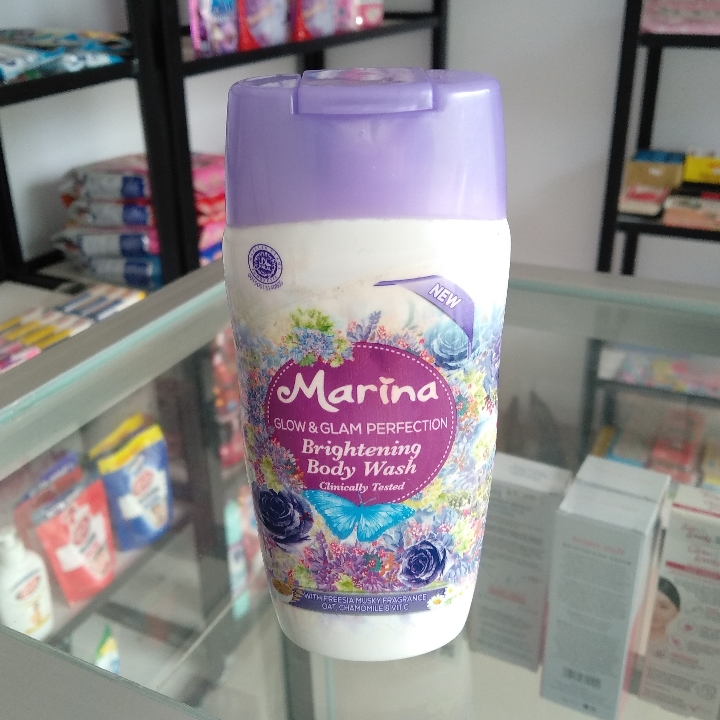 NEW
Marina
GLOW & GLAM PERFECTION
Brightening
Body Wash
Clinically Tested
WITH FREESIA MUSKY FRAGRANCE
OAT, CHAMOMILE & VIT C